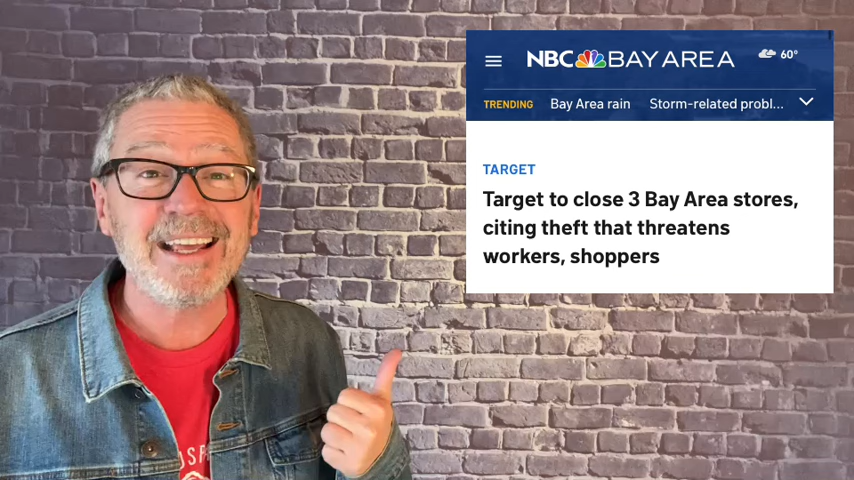 NBC BAY AREA
60°
TRENDING Bay Area rain Storm-related probl...
TARGET
Target to close 3 Bay Area stores,
citing theft that threatens
workers, shoppers
USP